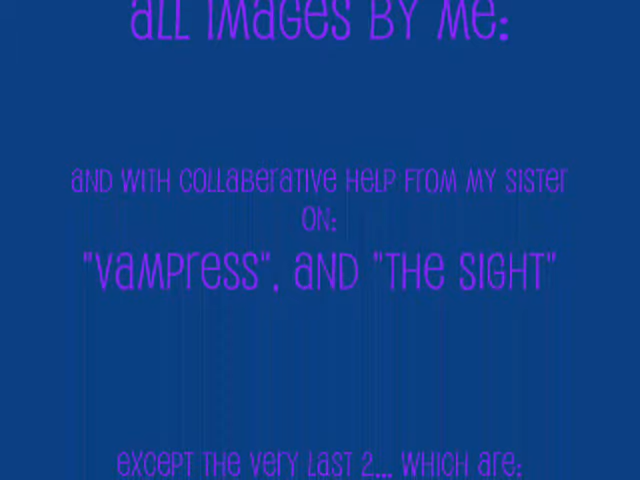 all images by me:
and with collaberative help from my sister
on:
"vampress", and "the sight"
except the very last 2... which are: